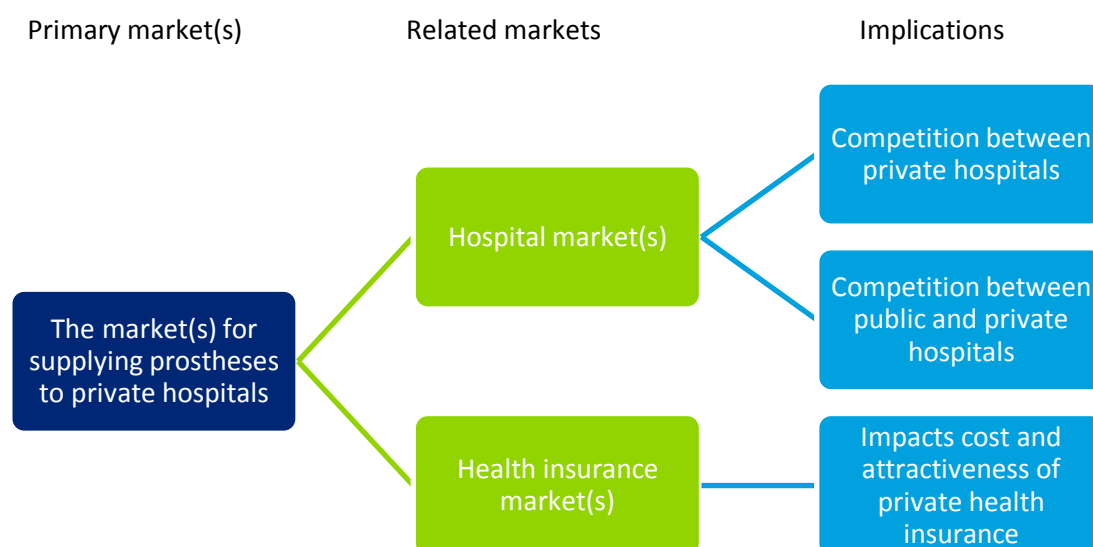 Primary market(s)
Related markets
Implications
Competition between
private hospitals
Hospital market(s)
Competition between
public and private
hospitals
The market(s) for
supplying prostheses
to private hospitals
Health insurance
market(s)
Impacts cost and
attractiveness of
private health
insurance